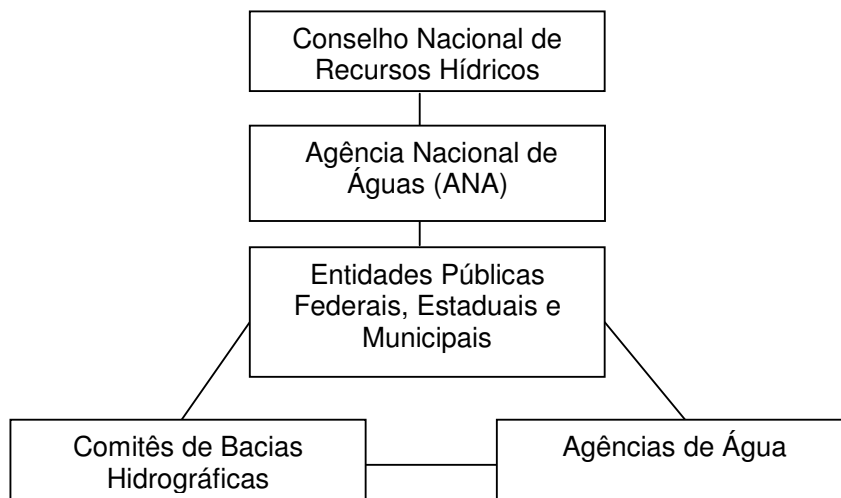 Conselho Nacional de
Recursos Hídricos
Agência Nacional de
Águas (ANA)
Entidades Públicas
Federais, Estaduais e
Municipais
Comitês de Bacias
Hidrográficas
Agências de Água